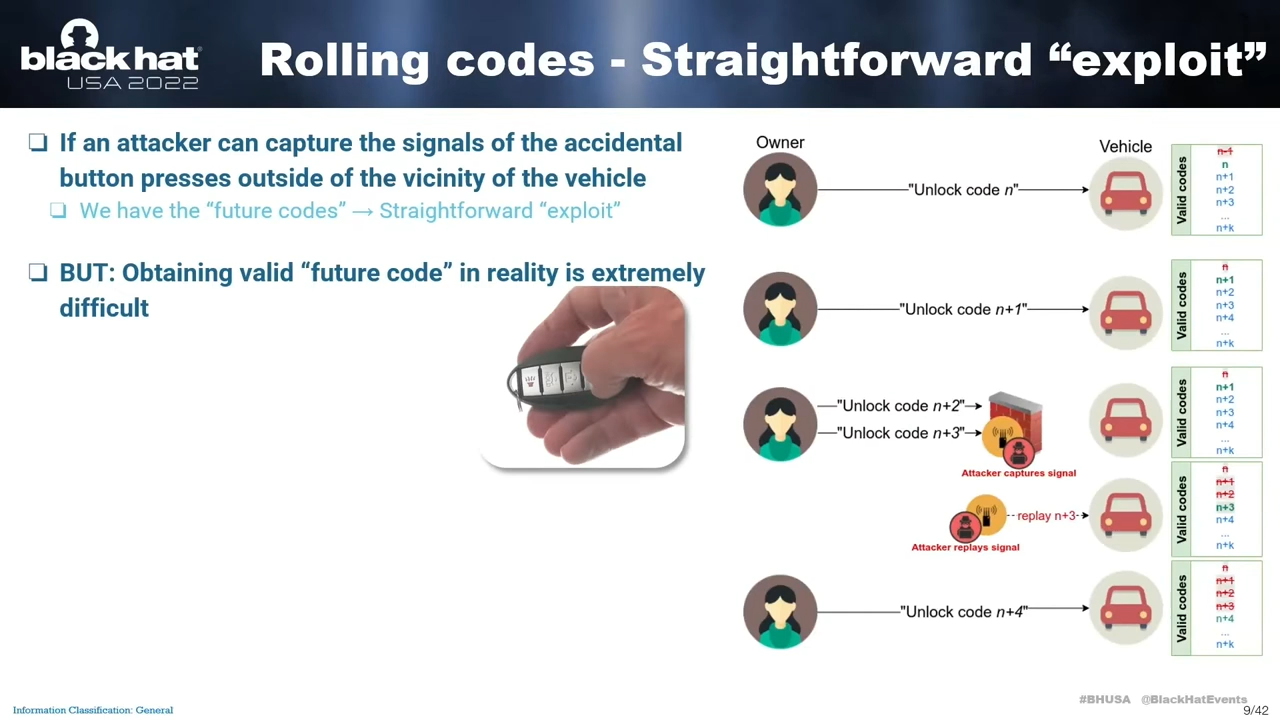 black hat
USA 2022
Rolling codes - Straightforward “exploit”
❏ If an attacker can capture the signals of the accidental
button presses outside of the vicinity of the vehicle
❏ We have the “future codes” → Straightforward “exploit”
❏ BUT: Obtaining valid “future code” in reality is extremely
difficult
Owner
Vehicle
"Unlock code n"
Valid codes
n-1
n
n+1
n+2
n+3
...
n+k
"Unlock code n+1"
Valid codes
n
n+1
n+2
n+3
n+4
...
n+k
"Unlock code n+2"
"Unlock code n+3"
Attacker captures signal
Valid codes
n
n+1
n+2
n+3
n+4
...
n+k
replay n+3
Attacker replays signal
Valid codes
n
n+1
n+2
n+3
n+4
...
n+k
"Unlock code n+4"
Valid codes
n
n+1
n+2
n+3
n+4
...
n+k
#BHUSA @BlackHatEvents
Information Classification: General
9/42